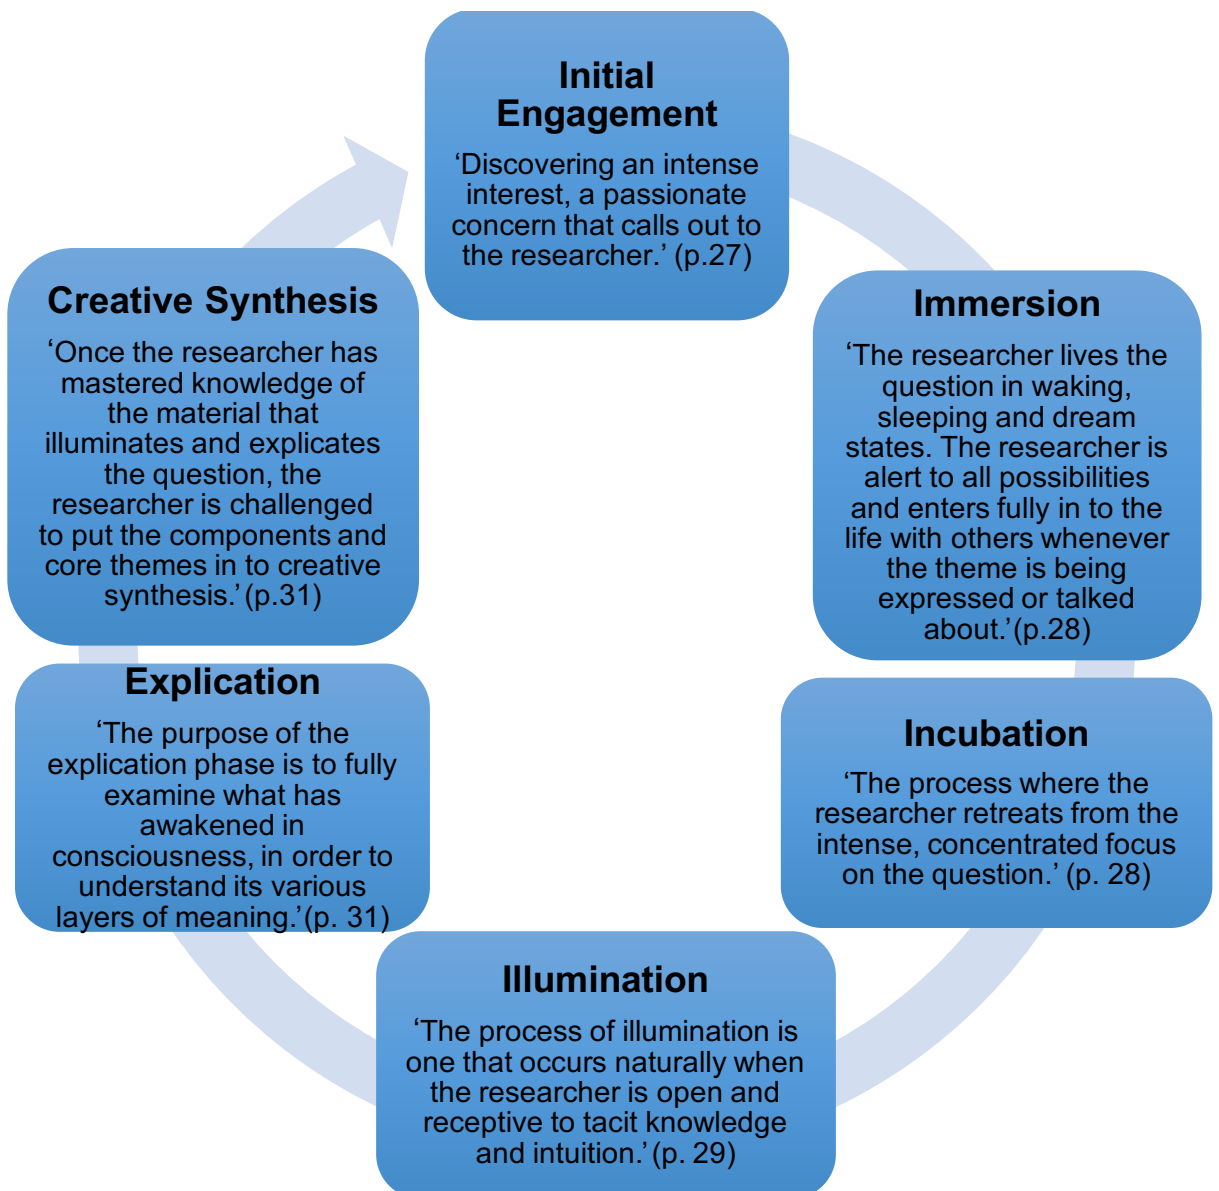 Initial
Engagement
‘Discovering an intense
interest, a passionate
concern that calls out to
the researcher.’ (p.27)
Immersion
‘The researcher lives the
question in waking,
sleeping and dream
states. The researcher is
alert to all possibilities
and enters fully in to the
life with others whenever
the theme is being
expressed or talked
about.’(p.28)
Incubation
‘The process where the
researcher retreats from the
intense, concentrated focus
on the question.’ (p. 28)
Illumination
‘The process of illumination is
one that occurs naturally when
the researcher is open and
receptive to tacit knowledge
and intuition.’(p. 29)
Explication
‘The purpose of the
explication phase is to fully
examine what has
awakened in
consciousness, in order to
understand its various
layers of meaning.’(p. 31)
Creative Synthesis
‘Once the researcher has
mastered knowledge of
the material that
illuminates and explicates
the question, the
researcher is challenged
to put the components and
core themes in to creative
synthesis.’(p.31)